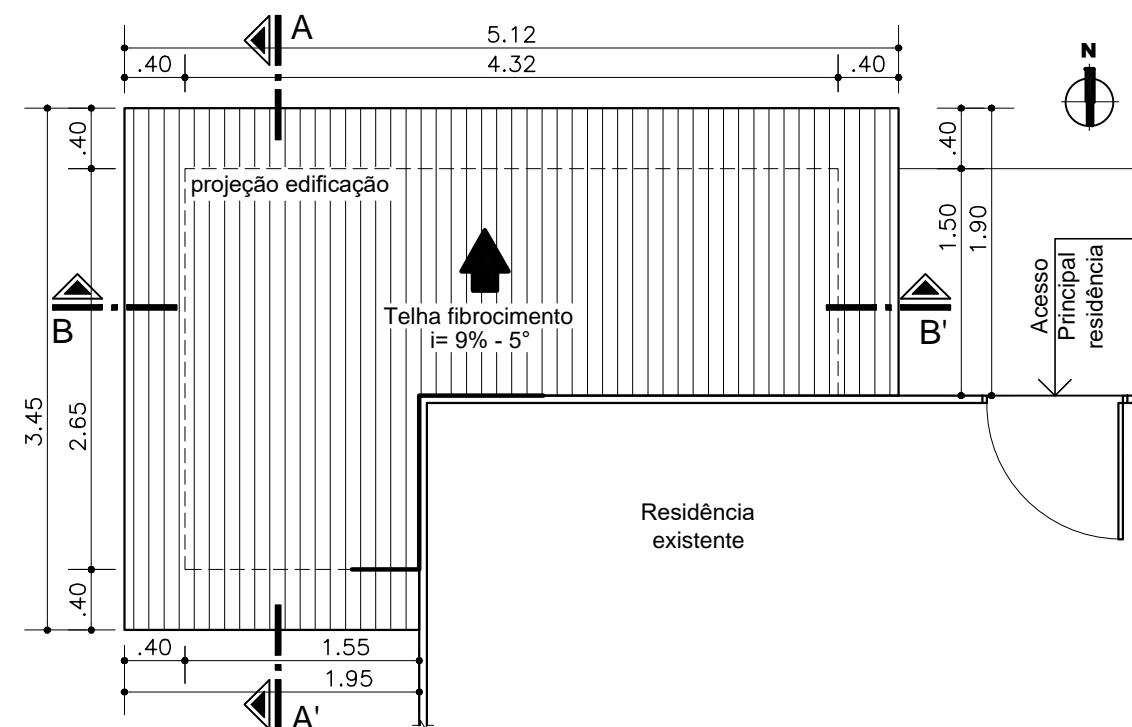 A
5.12
.40
4.32
.40
N
.40
3.45
.40
2.65
.40
projeção edificação
1.50
1.90
Acesso
Principal
residência
Telha fibrocimento
i= 9% - 5°
B
B'
Residência
existente
.40
1.55
1.95
A'